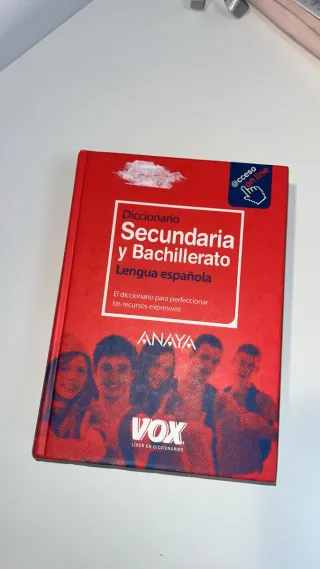 @cceso
on line
Diccionario
Secundaria
y Bachillerato
Lengua española
El diccionario para perfeccionar
los recursos expresivos
ANAYA
VOX
LÍDER EN DICCIONARIOS